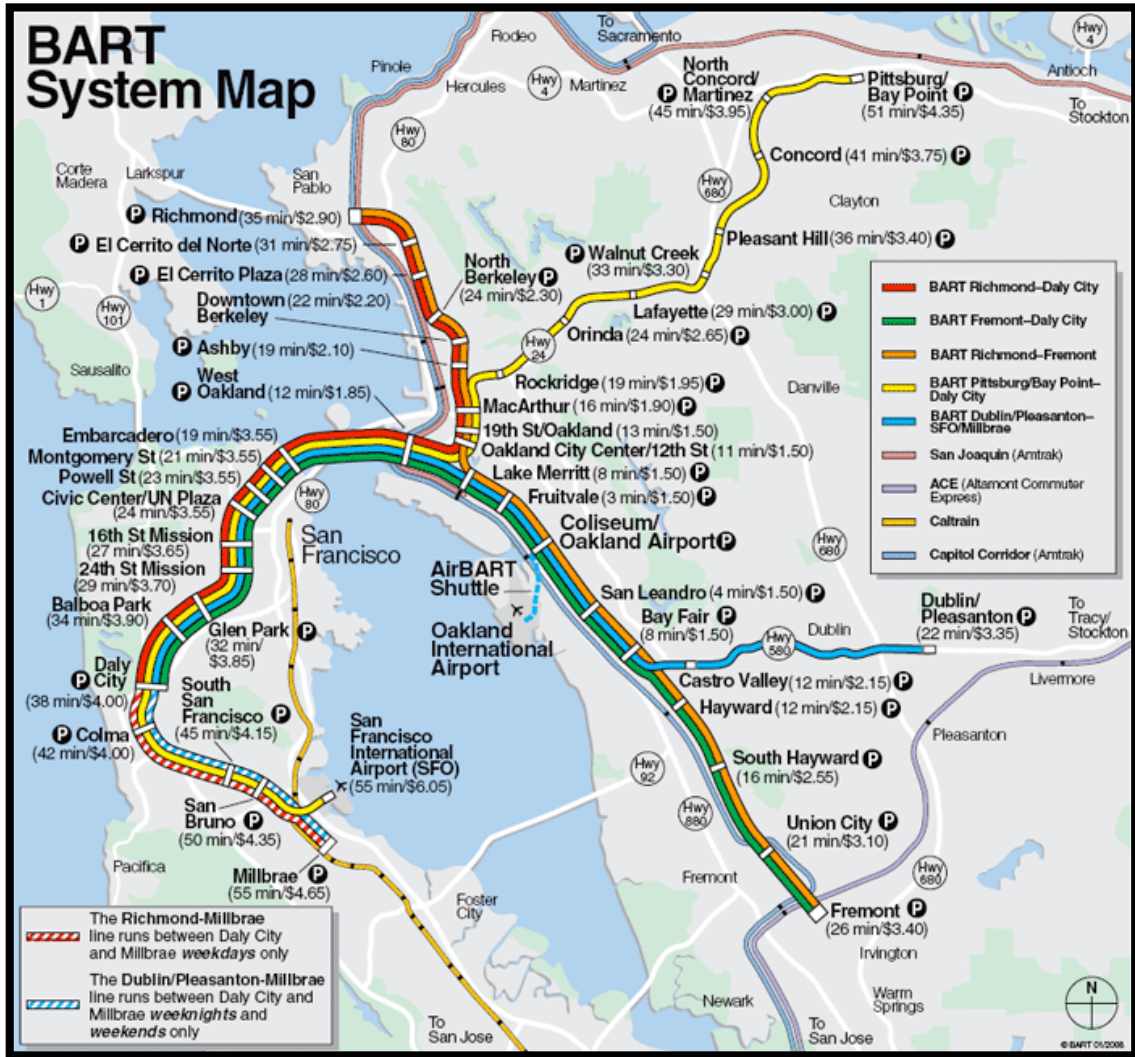 BART
System Map
Rodeo
To
Sacramento
Pinole
Hercules
Hwy
4
Martinez
North
Concord/
Martinez
P
(45 min/$3.95)
Pittsburg/
Bay Point P
(51 min/$4.35)
Hwy
4
Antioch
To
Stockton
Hwy
80
Corte
Madera
Larkspur
San
Pablo
Concord (41 min/$3.75) P
Hwy
680
Clayton
P Richmond (35 min/$2.90)
P El Cerrito del Norte (31 min/$2.75)
P El Cerrito Plaza (28 min/$2.60)
Downtown (22 min/$2.20)
Berkeley
P Ashby (19 min/$2.10)
West
P Oakland (12 min/$1.85)
North
Berkeley P
(24 min/$2.30)
P Walnut Creek
(33 min/$3.30)
Pleasant Hill (36 min/$3.40) P
Lafayette (29 min/$3.00) P
Orinda (24 min/$2.65) P
Hwy
24
Hwy
1
Hwy
101
Sausalito
Danville
Rockridge (19 min/$1.95) P
MacArthur (16 min/$1.90) P
19th St/Oakland (13 min/$1.50)
Oakland City Center/12th St (11 min/$1.50)
Lake Merritt (8 min/$1.50) P
Fruitvale (3 min/$1.50) P
Coliseum/
Oakland Airport P
BART Richmond–Daly City
BART Fremont–Daly City
BART Richmond–Fremont
BART Pittsburg/Bay Point–
Daly City
BART Dublin/Pleasanton–
SFO/Millbrae
San Joaquin (Amtrak)
ACE (Altamont Commuter
Express)
Caltrain
Capitol Corridor (Amtrak)
Embarcadero (19 min/$3.55)
Montgomery St (21 min/$3.55)
Powell St (23 min/$3.55)
Civic Center/UN Plaza
(24 min/$3.55)
16th St Mission
(27 min/$3.65)
24th St Mission
(29 min/$3.70)
Balboa Park
(34 min/$3.90)
Glen Park P
(32 min/
$3.85)
Hwy
80
San
Francisco
AirBART
Shuttle
Oakland
International
Airport
San Leandro (4 min/$1.50) P
Bay Fair P
(8 min/$1.50)
Hwy
680
Hwy
580
Dublin
Dublin/
Pleasanton P
(22 min/$3.35)
To
Tracy/
Stockton
Livermore
Castro Valley (12 min/$2.15) P
Hayward (12 min/$2.15) P
Pleasanton
Daly
P City
(38 min/$4.00)
P Colma
(42 min/$4.00)
South
San
Francisco P
(45 min/$4.15)
San
Francisco
International
Airport (SFO)
(55 min/$6.05)
San
Bruno P
(50 min/$4.35)
Millbrae P
(55 min/$4.65)
Pacifica
South Hayward P
(16 min/$2.55)
Hwy
92
Hwy
880
Union City P
(21 min/$3.10)
Hwy
680
Fremont
Foster
City
Fremont P
(26 min/$3.40)
Irvington
Warm
Springs
Newark
To
San Jose
To
San Jose
The Richmond-Millbrae
line runs between Daly City
and Millbrae weekdays only
The Dublin/Pleasanton-Millbrae
line runs between Daly City and
Millbrae weeknights and
weekends only
N
© BART 01/2008